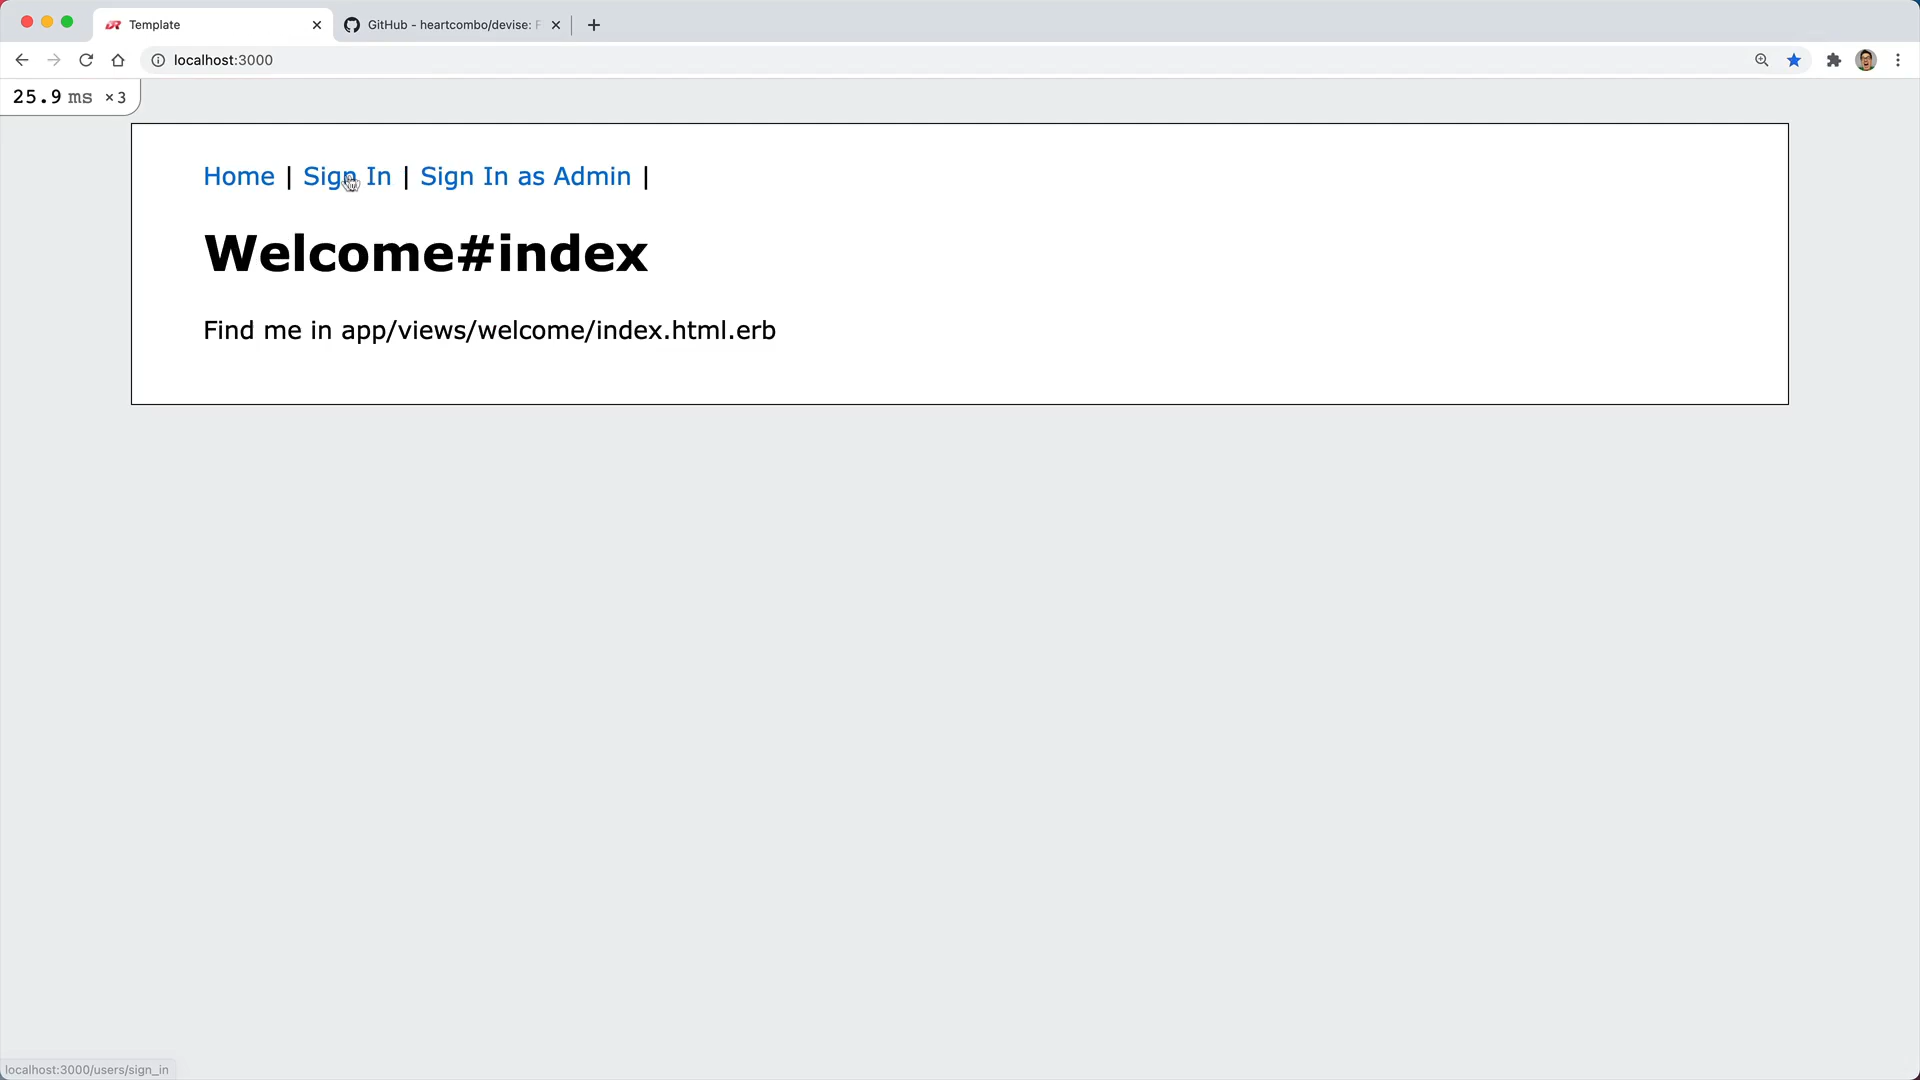 Template
GitHub - heartcombo/devise: F
localhost:3000
25.9 ms ×3
Home | Sign In | Sign In as Admin |
Welcome#index
Find me in app/views/welcome/index.html.erb
localhost:3000/users/sign_in